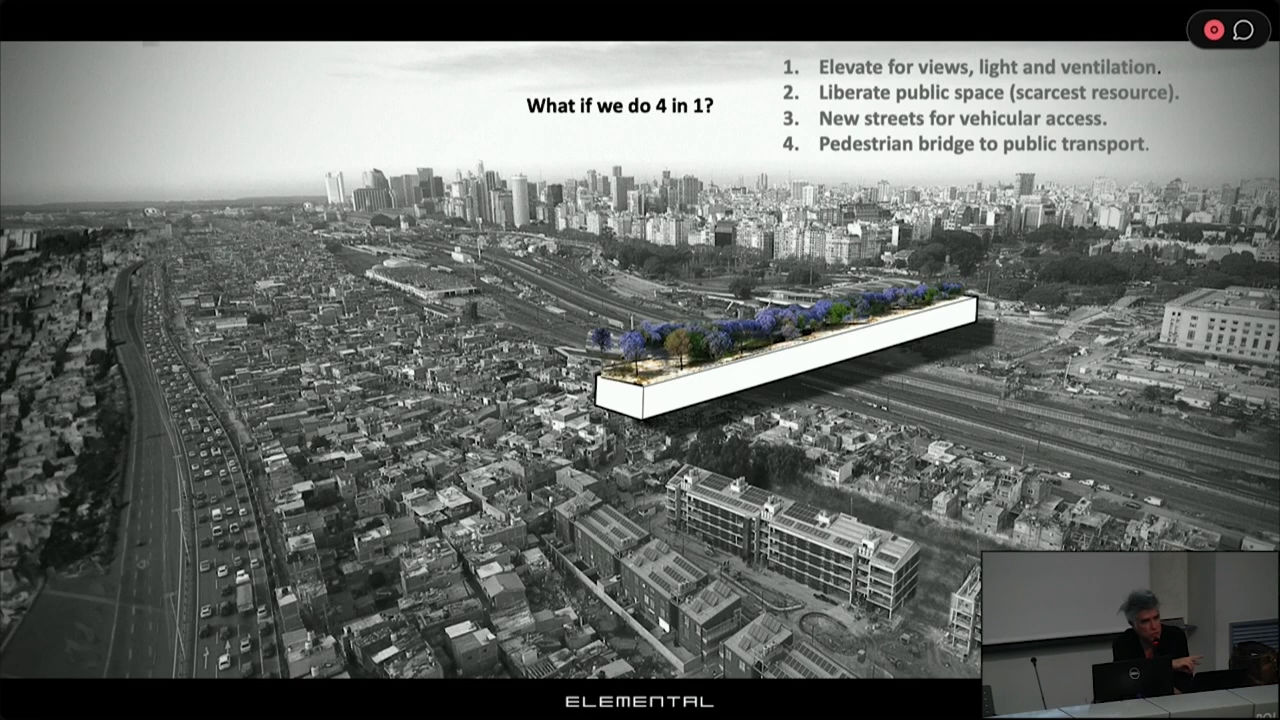 What if we do 4 in 1?
1. Elevate for views, light and ventilation.
2. Liberate public space (scarcest resource).
3. New streets for vehicular access.
4. Pedestrian bridge to public transport.
ELEMENTAL
DELL